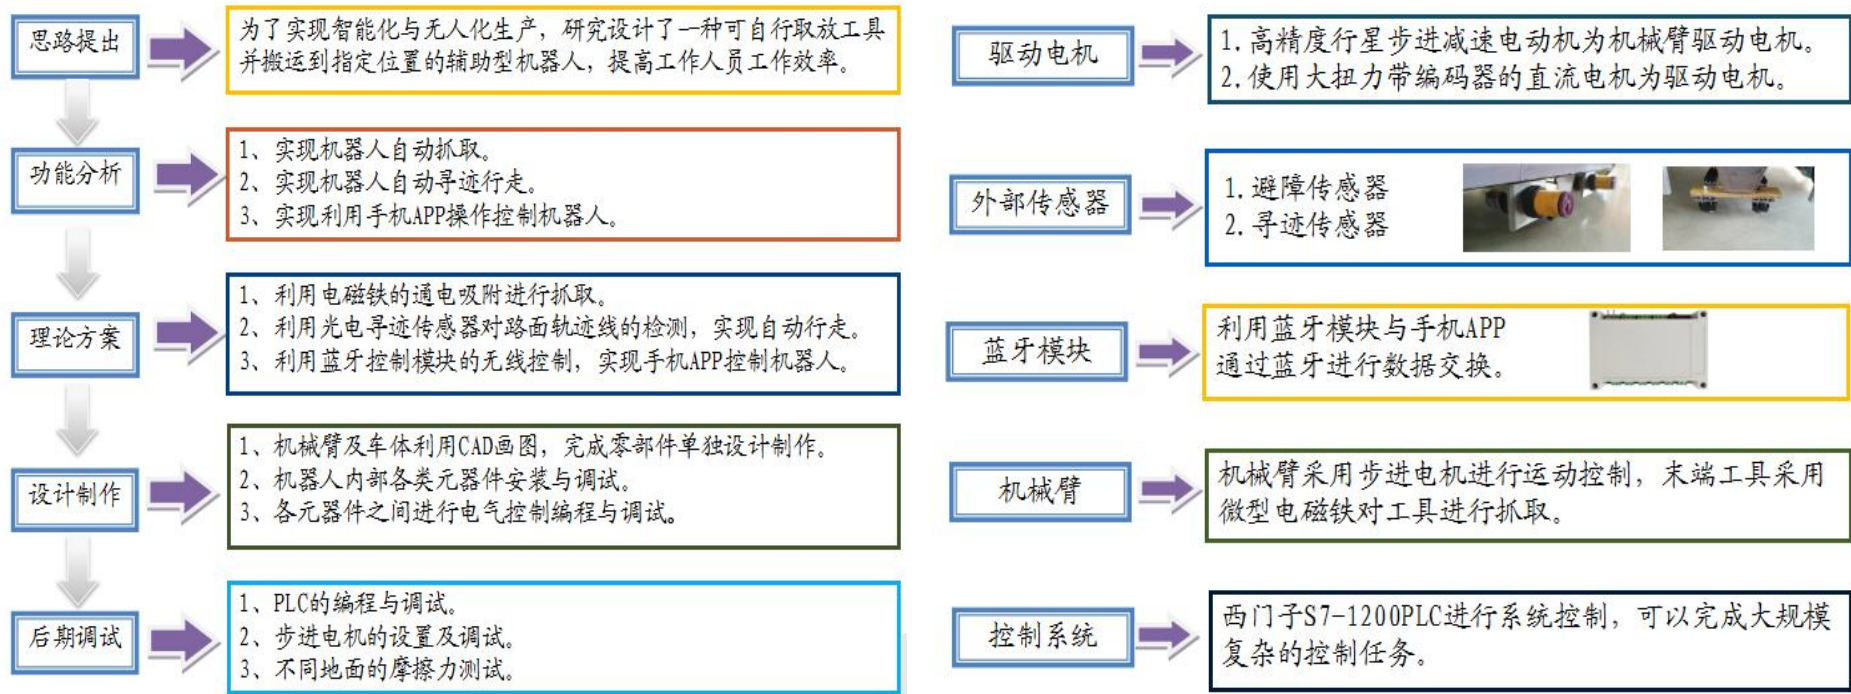 思路提出
为了实现智能化与无人化生产，研究设计了一种可自行取放工具
并搬运到指定位置的辅助型机器人，提高工作人员工作效率。
功能分析
1、实现机器人自动抓取。
2、实现机器人自动寻迹行走。
3、实现利用手机APP操作控制机器人。
理论方案
1、利用电磁铁的通电吸附进行抓取。
2、利用光电寻迹传感器对路面轨迹线的检测，实现自动行走。
3、利用蓝牙控制模块的无线控制，实现手机APP控制机器人。
设计制作
1、机械臂及车体利用CAD画图，完成零部件单独设计制作。
2、机器人内部各类元器件安装与调试。
3、各元器件之间进行电气控制编程与调试。
后期调试
1、PLC的编程与调试。
2、步进电机的设置及调试。
3、不同地面的摩擦力测试。
驱动电机
1.高精度行星步进减速电动机为机械臂驱动电机。
2.使用大扭力带编码器的直流电机为驱动电机。
外部传感器
1.避障传感器
2.寻迹传感器
蓝牙模块
利用蓝牙模块与手机APP
通过蓝牙进行数据交换。
机械臂
机械臂采用步进电机进行运动控制，末端工具采用
微型电磁铁对工具进行抓取。
控制系统
西门子S7-1200PLC进行系统控制，可以完成大规模
复杂的控制任务。